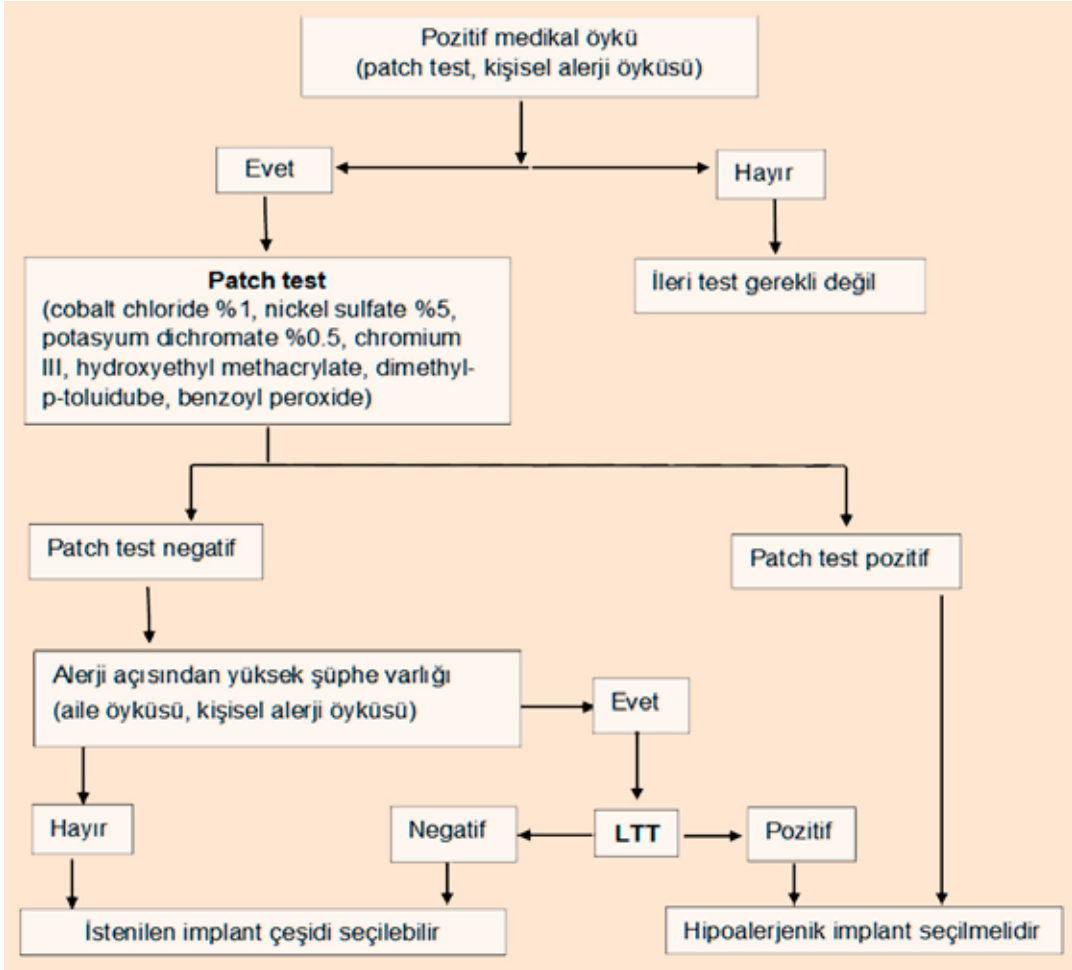 Pozitif medikal öykü
(patch test, kişisel alerji öyküsü)
Evet
Hayır
Patch test
(cobalt chloride %1, nickel sulfate %5,
potasyum dichromate %0.5, chromium
III, hydroxyethyl methacrylate, dimethyl-
p-toluidube, benzoyl peroxide)
İleri test gerekli değil
Patch test negatif
Patch test pozitif
Alerji açısından yüksek şüphe varlığı
(aile öyküsü, kişisel alerji öyküsü)
Evet
Hayır
Negatif
LTT
Pozitif
İstenilen implant çeşidi seçilebilir
Hipoalerjenik implant seçilmelidir